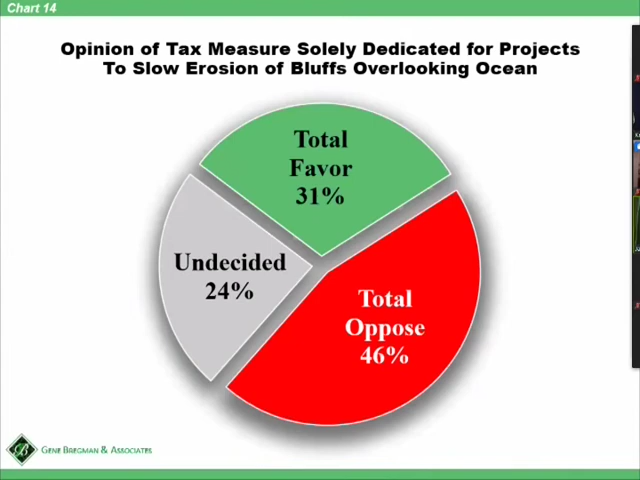 Chart 14
Opinion of Tax Measure Solely Dedicated for Projects
To Slow Erosion of Bluffs Overlooking Ocean
Total
Favor
31%
Undecided
24%
Total
Oppose
46%
B
GENE BREGMAN & ASSOCIATES